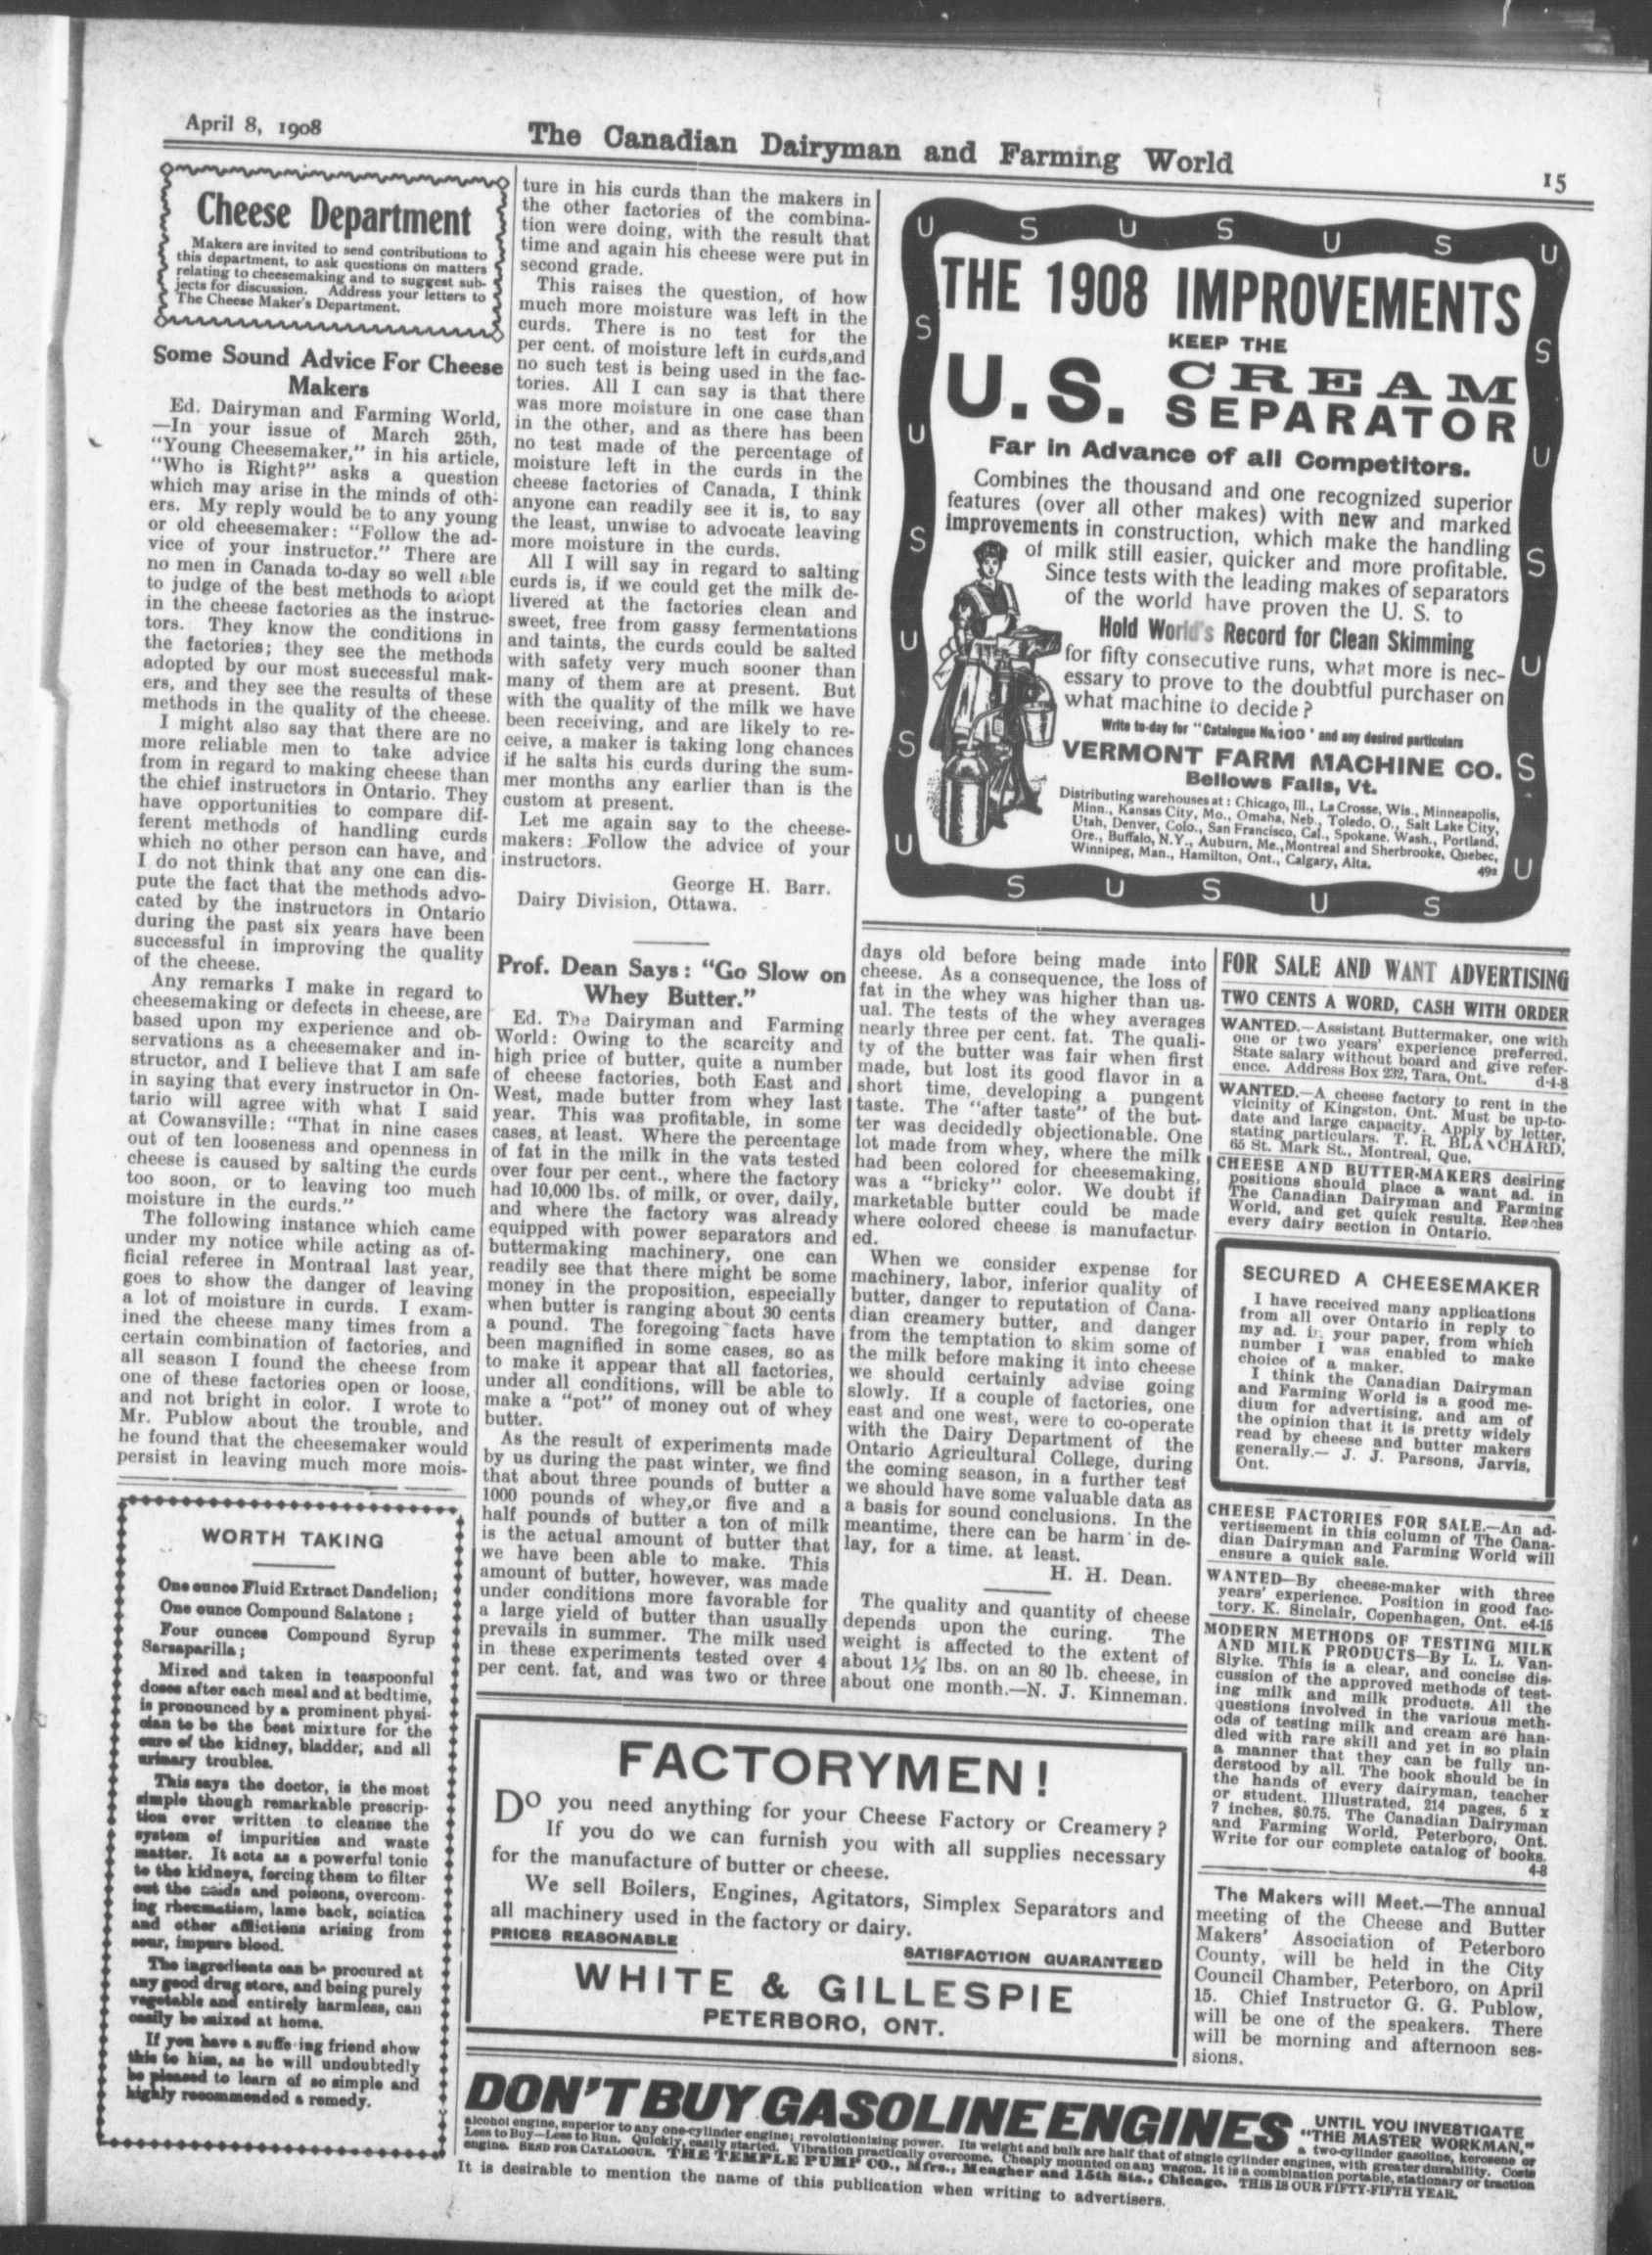 April 8, 1908
The Canadian Dairyman and Farming World
15
Cheese Department
Makers are invited to send contributions to
this department, to ask questions on matters
relating to cheesemaking and to suggest sub-
jects for discussion. Address your letters to
The Cheese Maker's Department.
Some Sound Advice For Cheese
Makers
Ed. Dairyman and Farming World,
—In your issue of March 25th,
"Young Cheesemaker," in his article,
"Who is Right?" asks a question
which may arise in the minds of oth-
ers. My reply would be to any young
or old cheesemaker: "Follow the ad-
vice of your instructor." There are
no men in Canada to-day so well able
to judge of the best methods to adopt
in the cheese factories as the instruc-
tors. They know the conditions in
the factories; they see the methods
adopted by our most successful mak-
ers, and they see the results of these
methods in the quality of the cheese.
I might also say that there are no
more reliable men to take advice
from in regard to making cheese than
the chief instructors in Ontario. They
have opportunities to compare dif-
ferent methods of handling curds
which no other person can have, and
I do not think that any one can dis-
pute the fact that the methods advo-
cated by the instructors in Ontario
during the past six years have been
successful in improving the quality
of the cheese.
Any remarks I make in regard to
cheesemaking or defects in cheese, are
based upon my experience and ob-
servations as a cheesemaker and in-
structor, and I believe that I am safe
in saying that every instructor in On-
tario will agree with what I said
at Cowansville: "That in nine cases
out of ten looseness and openness in
cheese is caused by salting the curds
too soon, or to leaving too much
moisture in the curds."
The following instance which came
under my notice while acting as of-
ficial referee in Montraal last year,
goes to show the danger of leaving
a lot of moisture in curds. I exam-
ined the cheese many times from a
certain combination of factories, and
all season I found the cheese from
one of these factories open or loose,
and not bright in color. I wrote to
Mr. Publow about the trouble, and
he found that the cheesemaker would
persist in leaving much more mois-
WORTH TAKING
One ounce Fluid Extract Dandelion;
One ounce Compound Salatone;
Four ounces Compound Syrup
Sarsaparilla;
Mixed and taken in teaspoonful
doses after each meal and at bedtime,
is pronounced by a prominent physi-
cian to be the best mixture for the
cure of the kidney, bladder, and all
urinary troubles.
This says the doctor, is the most
simple though remarkable prescrip-
tion ever written to cleanse the
system of impurities and waste
matter. It acts as a powerful tonic
to the kidneys, forcing them to filter
out the acids and poisons, overcom-
ing rheumatism, lame back, sciatica
and other afflictions arising from
sour, impure blood.
The ingredients can be procured at
any good drug store, and being purely
vegetable and entirely harmless, can
easily be mixed at home.
If you have a suffe ing friend show
this to him, as he will undoubtedly
be pleased to learn of so simple and
highly recommended a remedy.
ture in his curds than the makers in
the other factories of the combina-
tion were doing, with the result that
time and again his cheese were put in
second grade.
This raises the question, of how
much more moisture was left in the
curds. There is no test for the
per cent. of moisture left in curds,and
no such test is being used in the fac-
tories. All I can say is that there
was more moisture in one case than
in the other, and as there has been
no test made of the percentage of
moisture left in the curds in the
cheese factories of Canada, I think
anyone can readily see it is, to say
the least, unwise to advocate leaving
more moisture in the curds.
All I will say in regard to salting
curds is, if we could get the milk de-
livered at the factories clean and
sweet, free from gassy fermentations
and taints, the curds could be salted
with safety very much sooner than
many of them are at present. But
with the quality of the milk we have
been receiving, and are likely to re-
ceive, a maker is taking long chances
if he salts his curds during the sum-
mer months any earlier than is the
custom at present.
Let me again say to the cheese-
makers: Follow the advice of your
instructors.
George H. Barr.
Dairy Division, Ottawa.
Prof. Dean Says: "Go Slow on
Whey Butter."
Ed. The Dairyman and Farming
World: Owing to the scarcity and
high price of butter, quite a number
of cheese factories, both East and
West, made butter from whey last
year. This was profitable, in some
cases, at least. Where the percentage
of fat in the milk in the vats tested
over four per cent., where the factory
had 10,000 lbs. of milk, or over, daily,
and where the factory was already
equipped with power separators and
buttermaking machinery, one can
readily see that there might be some
money in the proposition, especially
when butter is ranging about 30 cents
a pound. The foregoing facts have
been magnified in some cases, so as
to make it appear that all factories,
under all conditions, will be able to
make a "pot" of money out of whey
butter.
As the result of experiments made
by us during the past winter, we find
that about three pounds of butter a
1000 pounds of whey,or five and a
half pounds of butter a ton of milk
is the actual amount of butter that
we have been able to make. This
amount of butter, however, was made
under conditions more favorable for
a large yield of butter than usually
prevails in summer. The milk used
in these experiments tested over 4
per cent. fat, and was two or three
U S U S U S U
S U S U S U
S U S U S U
S U S U S
THE 1908 IMPROVEMENTS
KEEP THE
U.S. CREAM
SEPARATOR
Far in Advance of all Competitors.
Combines the thousand and one recognized superior
features (over all other makes) with new and marked
improvements in construction, which make the handling
of milk still easier, quicker and more profitable.
Since tests with the leading makes of separators
of the world have proven the U. S. to
Hold World's Record for Clean Skimming
for fifty consecutive runs, what more is nec-
essary to prove to the doubtful purchaser on
what machine to decide?
Write to-day for "Catalogue No. 100 ' and any desired particulars
VERMONT FARM MACHINE CO.
Bellows Falls, Vt.
Distributing warehouses at: Chicago, Ill., La Crosse, Wis., Minneapolis,
Minn., Kansas City, Mo., Omaha, Neb., Toledo, O., Salt Lake City,
Utah, Denver, Colo., San Francisco, Cal., Spokane, Wash., Portland,
Ore., Buffalo, N.Y., Auburn, Me.,Montreal and Sherbrooke, Quebec,
Winnipeg, Man., Hamilton, Ont., Calgary, Alta.
492
days old before being made into
cheese. As a consequence, the loss of
fat in the whey was higher than us-
ual. The tests of the whey averages
nearly three per cent. fat. The quali-
ty of the butter was fair when first
made, but lost its good flavor in a
short time, developing a pungent
taste. The "after taste" of the but-
ter was decidedly objectionable. One
lot made from whey, where the milk
had been colored for cheesemaking,
was a "bricky" color. We doubt if
marketable butter could be made
where colored cheese is manufactur-
ed.
When we consider expense for
machinery, labor, inferior quality of
butter, danger to reputation of Cana-
dian creamery butter, and danger
from the temptation to skim some of
the milk before making it into cheese
we should certainly advise going
slowly. If a couple of factories, one
east and one west, were to co-operate
with the Dairy Department of the
Ontario Agricultural College, during
the coming season, in a further test
we should have some valuable data as
a basis for sound conclusions. In the
meantime, there can be harm in de-
lay, for a time. at least.
H. H. Dean.
The quality and quantity of cheese
depends upon the curing. The
weight is affected to the extent of
about 1½ lbs. on an 80 lb. cheese, in
about one month.—N. J. Kinneman.
FOR SALE AND WANT ADVERTISING
TWO CENTS A WORD, CASH WITH ORDER
WANTED.—Assistant Buttermaker, one with
one or two years' experience preferred.
State salary without board and give refer-
ence. Address Box 232, Tara, Ont. d-4-8
WANTED.—A cheese factory to rent in the
vicinity of Kingston, Ont. Must be up-to-
date and large capacity. Apply by letter,
stating particulars. T. R. BLANCHARD,
65 St. Mark St., Montreal, Que.
CHEESE AND BUTTER-MAKERS desiring
positions should place a want ad. in
The Canadian Dairyman and Farming
World, and get quick results. Reaches
every dairy section in Ontario.
SECURED A CHEESEMAKER
I have received many applications
from all over Ontario in reply to
my ad. in your paper, from which
number I was enabled to make
choice of a maker.
I think the Canadian Dairyman
and Farming World is a good me-
dium for advertising, and am of
the opinion that it is pretty widely
read by cheese and butter makers
generally.— J. J. Parsons, Jarvis,
Ont.
CHEESE FACTORIES FOR SALE.—An ad-
vertisement in this column of The Cana-
dian Dairyman and Farming World will
ensure a quick sale.
WANTED—By cheese-maker with three
years' experience. Position in good fac-
tory. K. Sinclair, Copenhagen, Ont. e4-15
MODERN METHODS OF TESTING MILK
AND MILK PRODUCTS—By L. L. Van-
Slyke. This is a clear, and concise dis-
cussion of the approved methods of test-
ing milk and milk products. All the
questions involved in the various meth-
ods of testing milk and cream are han-
dled with rare skill and yet in so plain
a manner that they can be fully un-
derstood by all. The book should be in
the hands of every dairyman, teacher
or student. Illustrated, 214 pages, 5 x
7 inches, $0.75. The Canadian Dairyman
and Farming World, Peterboro, Ont.
Write for our complete catalog of books.
4-8
The Makers will Meet.—The annual
meeting of the Cheese and Butter
Makers' Association of Peterboro
County, will be held in the City
Council Chamber, Peterboro, on April
15. Chief Instructor G. G. Publow,
will be one of the speakers. There
will be morning and afternoon ses-
sions.
FACTORYMEN!
DO you need anything for your Cheese Factory or Creamery?
If you do we can furnish you with all supplies necessary
for the manufacture of butter or cheese.
We sell Boilers, Engines, Agitators, Simplex Separators and
all machinery used in the factory or dairy.
PRICES REASONABLE
SATISFACTION GUARANTEED
WHITE & GILLESPIE
PETERBORO, ONT.
DON'T BUY GASOLINE ENGINES
UNTIL YOU INVESTIGATE
"THE MASTER WORKMAN,"
a two-cylinder gasoline, kerosene or
alcohol engine, superior to any one-cylinder engine; revolutionizing power. Its weight and bulk are half that of single cylinder engines, with greater durability. Costs
Less to Buy—Less to Run. Quickly, easily started. Vibration practically overcome. Cheaply mounted on any wagon. It is a combination portable, stationary or traction
engine. SEND FOR CATALOGUE. THE TEMPLE PUMP CO., Mfrs., Meagher and 15th Sts., Chicago. THIS IS OUR FIFTY-FIFTH YEAR.
It is desirable to mention the name of this publication when writing to advertisers.